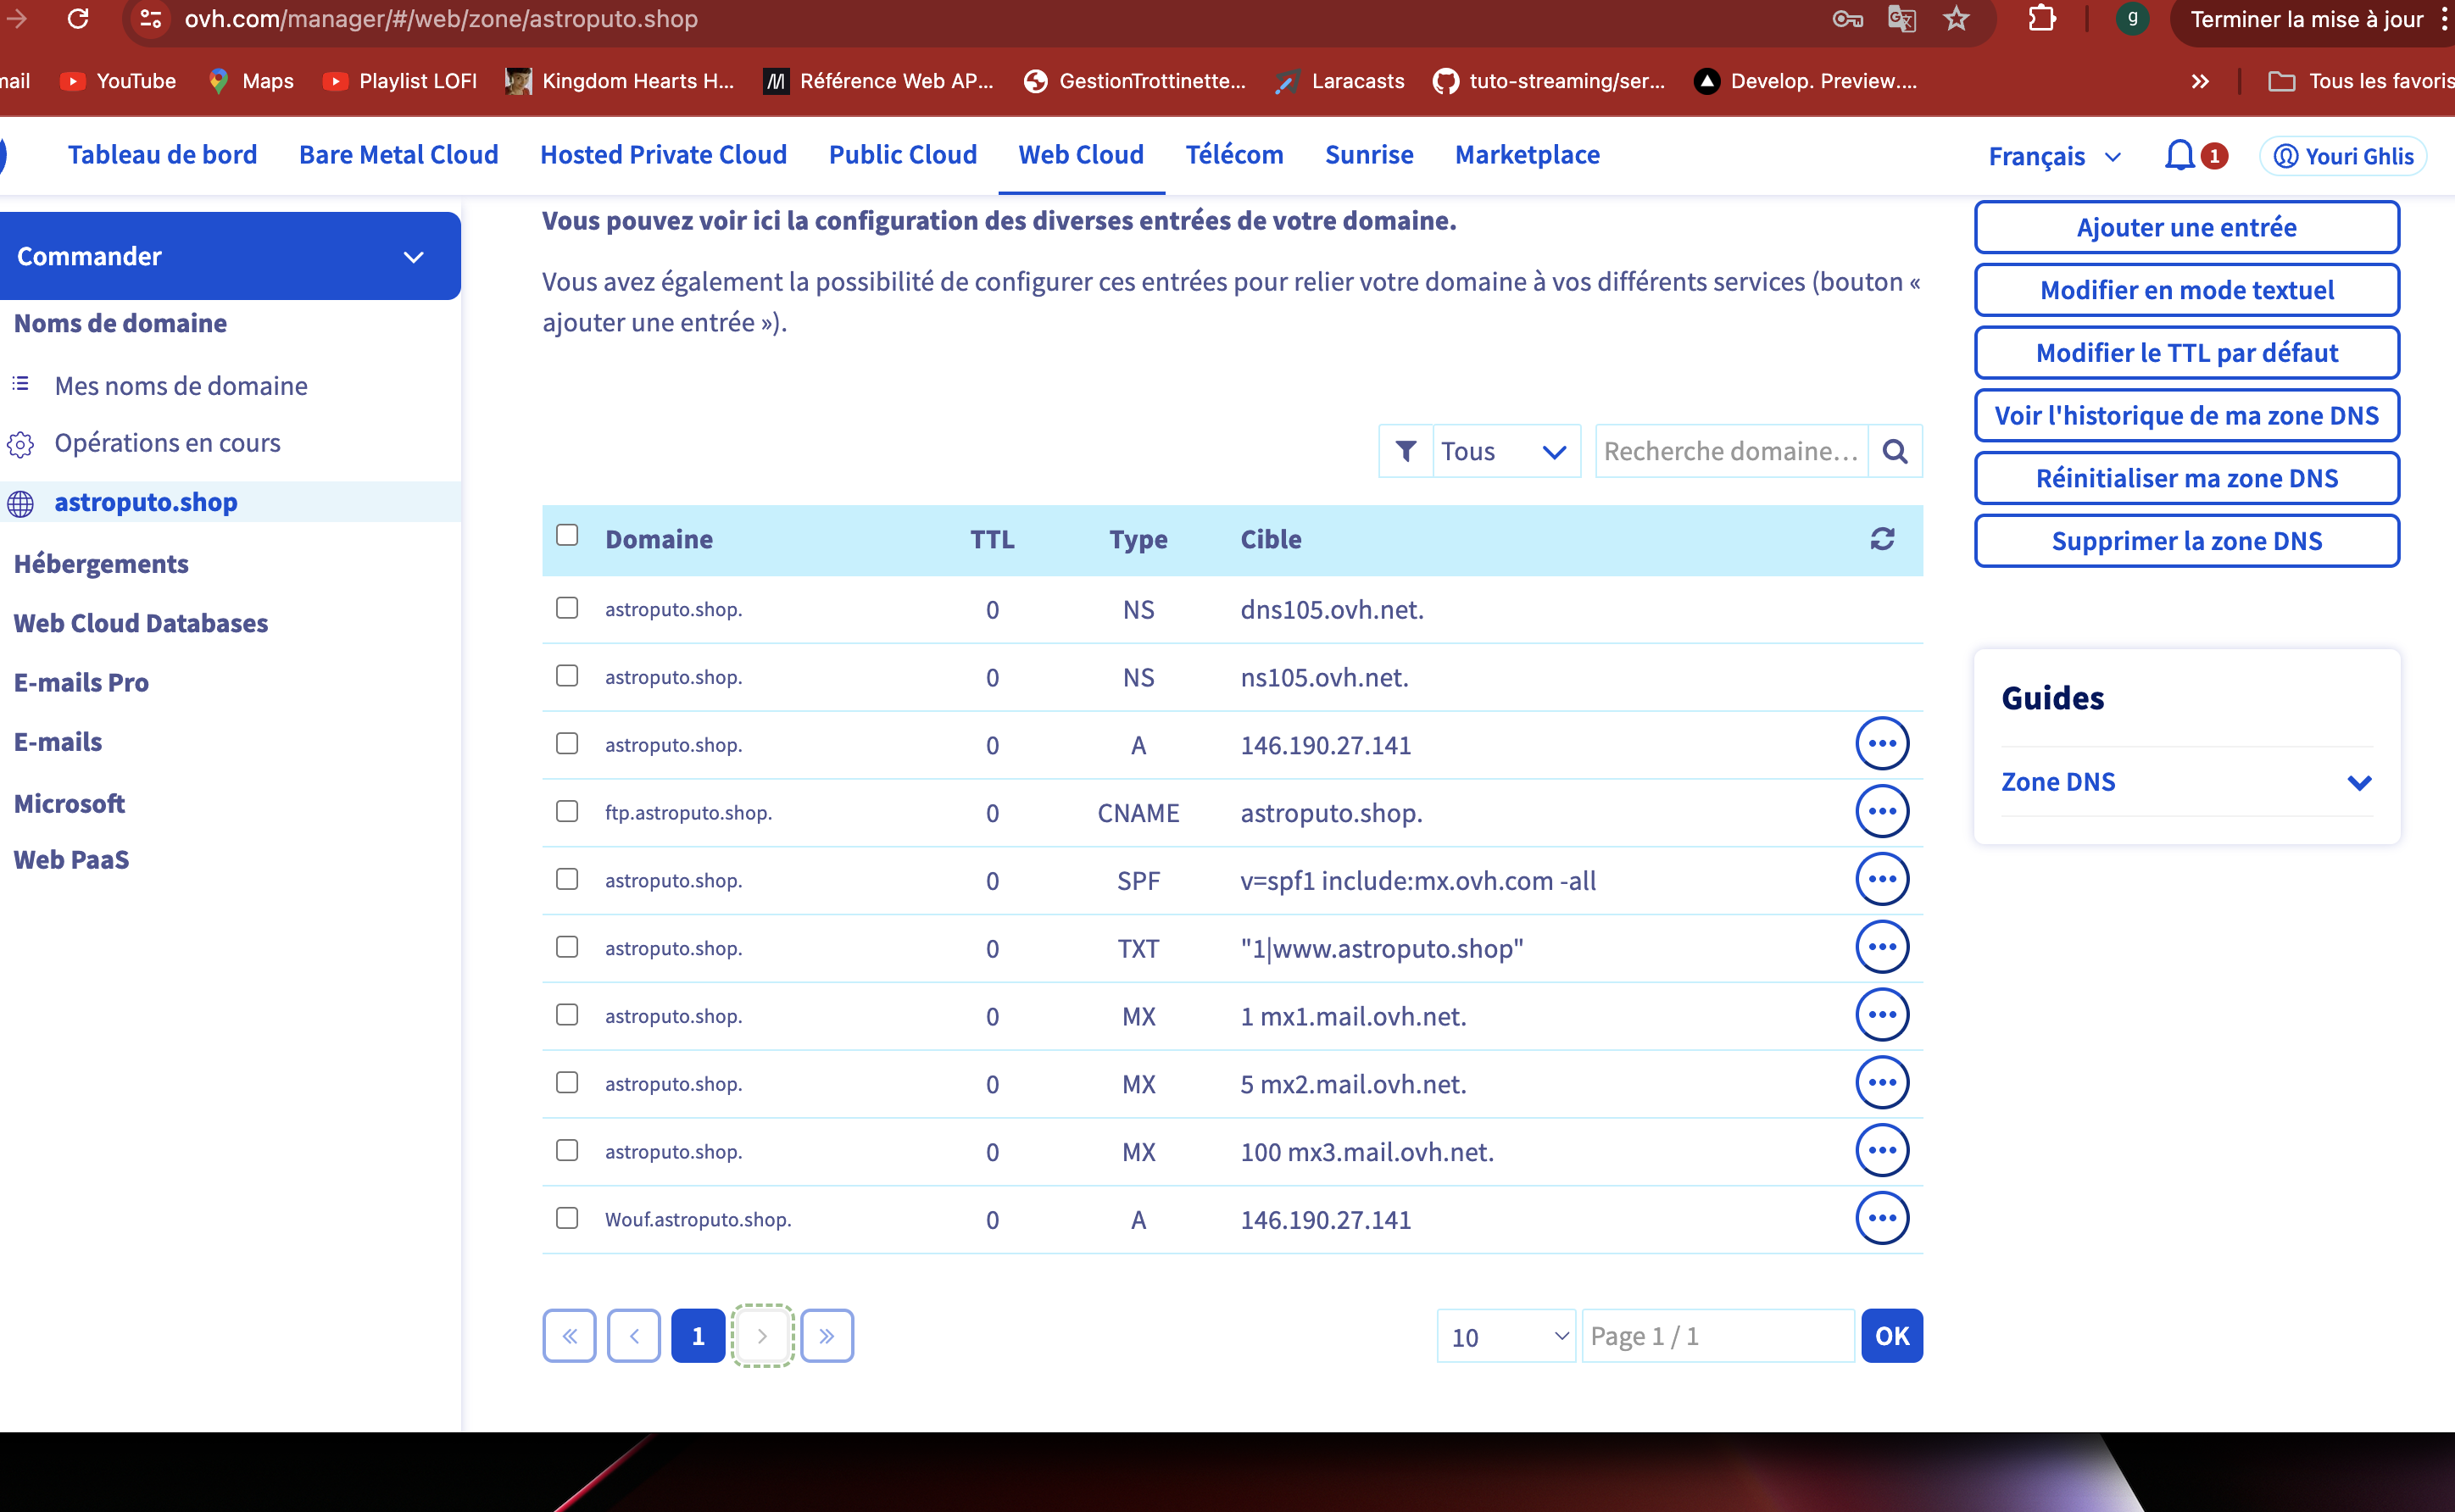 ovh.com/manager/#/web/zone/astroputo.shop
g
Terminer la mise à jour
mail
YouTube
Maps
Playlist LOFI
Kingdom Hearts H...
Référence Web AP...
GestionTrottinette...
Laracasts
tuto-streaming/ser...
Develop. Preview....
Tous les favoris
Tableau de bord
Bare Metal Cloud
Hosted Private Cloud
Public Cloud
Web Cloud
Télécom
Sunrise
Marketplace
Français
1
Youri Ghlis
Commander
Noms de domaine
Mes noms de domaine
Opérations en cours
astroputo.shop
Hébergements
Web Cloud Databases
E-mails Pro
E-mails
Microsoft
Web PaaS
Vous pouvez voir ici la configuration des diverses entrées de votre domaine.
Vous avez également la possibilité de configurer ces entrées pour relier votre domaine à vos différents services (bouton «
ajouter une entrée »).
Tous
Recherche domaine...
Domaine TTL Type Cible
astroputo.shop. 0 NS dns105.ovh.net.
astroputo.shop. 0 NS ns105.ovh.net.
astroputo.shop. 0 A 146.190.27.141
ftp.astroputo.shop. 0 CNAME astroputo.shop.
astroputo.shop. 0 SPF v=spf1 include:mx.ovh.com -all
astroputo.shop. 0 TXT "1|www.astroputo.shop"
astroputo.shop. 0 MX 1 mx1.mail.ovh.net.
astroputo.shop. 0 MX 5 mx2.mail.ovh.net.
astroputo.shop. 0 MX 100 mx3.mail.ovh.net.
Wouf.astroputo.shop. 0 A 146.190.27.141
« ‹ 1 › »
10
Page 1 / 1
OK
Ajouter une entrée
Modifier en mode textuel
Modifier le TTL par défaut
Voir l'historique de ma zone DNS
Réinitialiser ma zone DNS
Supprimer la zone DNS
Guides
Zone DNS